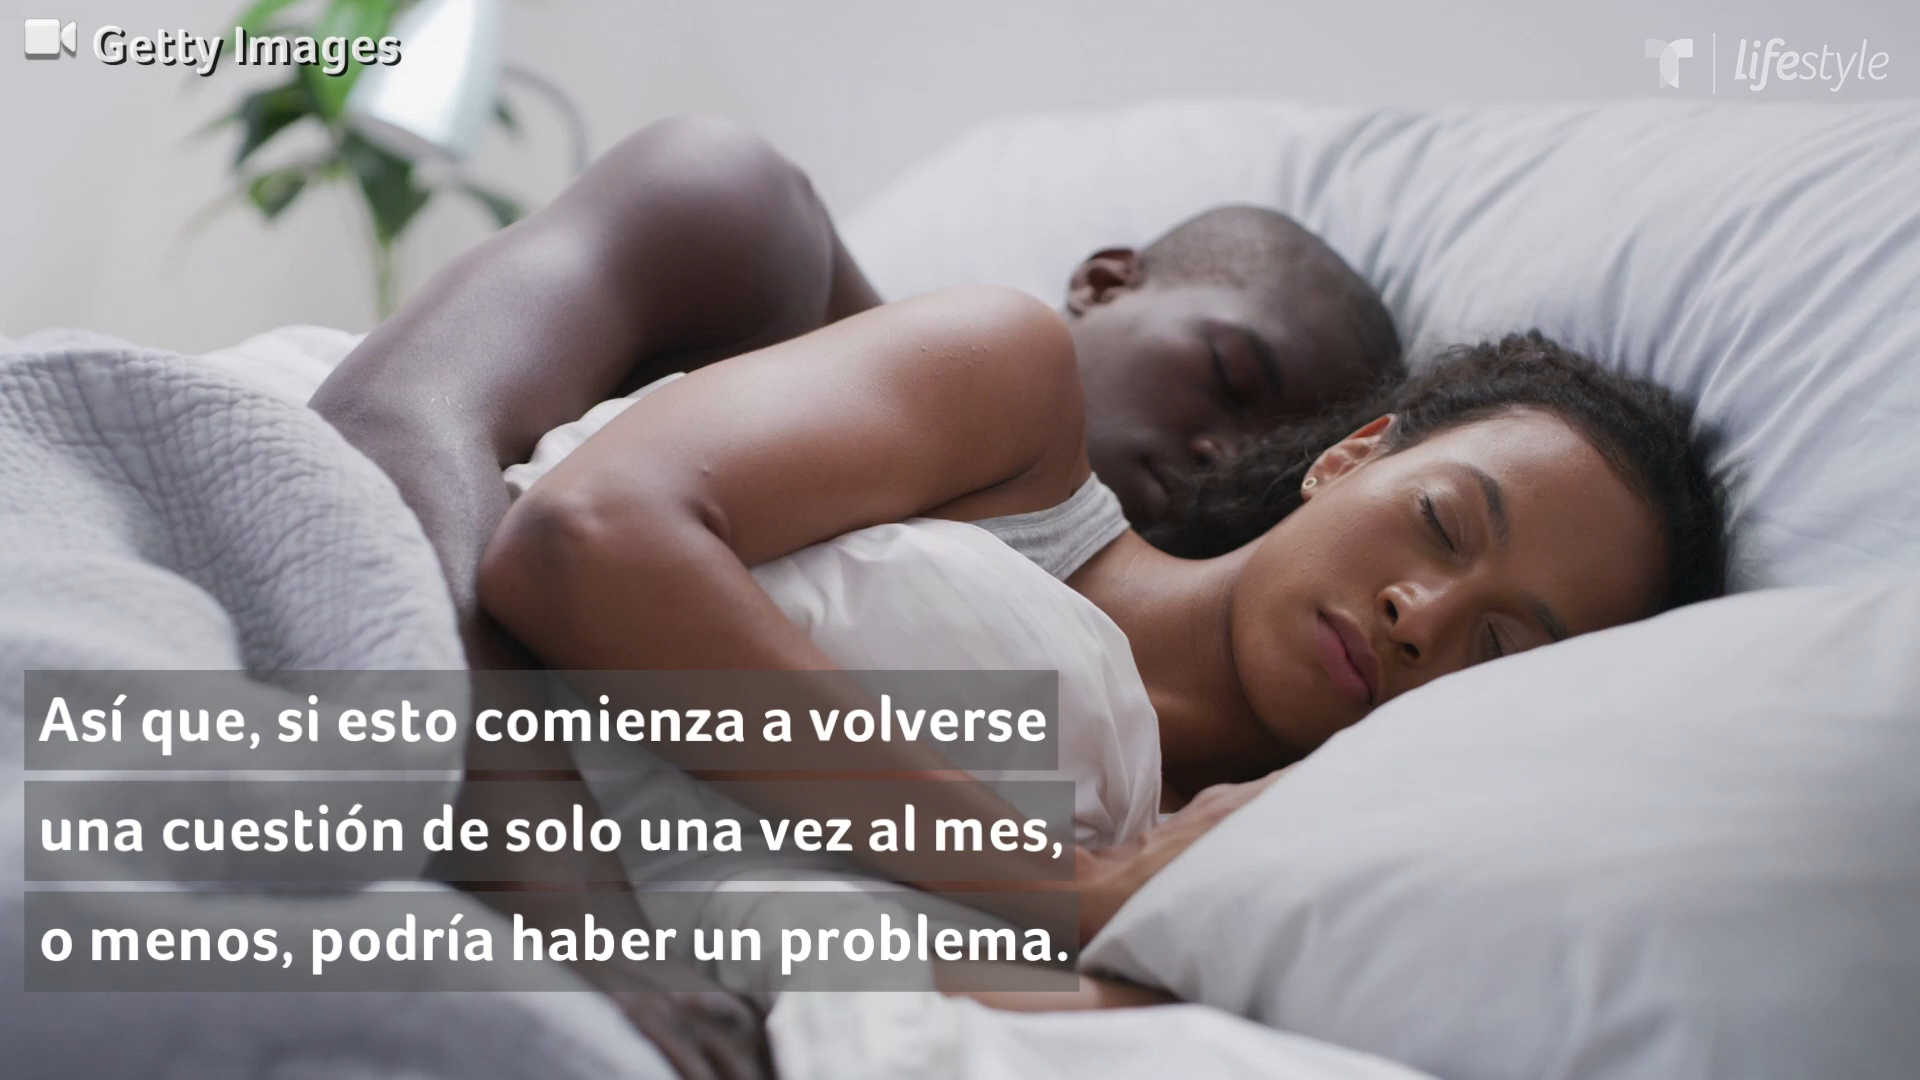 Getty Images
lifestyle
Así que, si esto comienza a volverse
una cuestión de solo una vez al mes,
o menos, podría haber un problema.